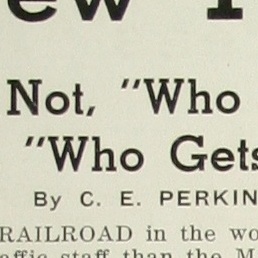 ew
Not, "Who
"Who Gets
By C. E. PERKIN
RAILROAD in the wo
affic staff than the M